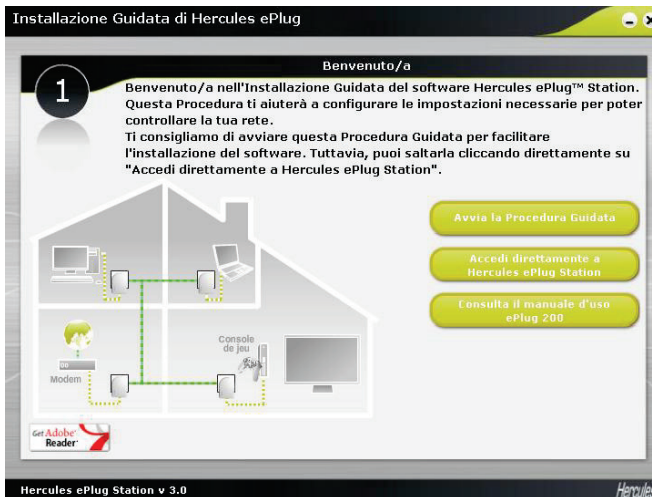 Installazione Guidata di Hercules ePlug
Benvenuto/a
1
Benvenuto/a nell'Installazione Guidata del software Hercules ePlug™ Station.
Questa Procedura ti aiuterà a configurare le impostazioni necessarie per poter
controllare la tua rete.
Ti consigliamo di avviare questa Procedura Guidata per facilitare
l'installazione del software. Tuttavia, puoi saltarla cliccando direttamente su
"Accedi direttamente a Hercules ePlug Station".
Avvia la Procedura Guidata
Accedi direttamente a
Hercules ePlug Station
Consulta il manuale d'uso
ePlug 200
Console
de jeu
Modem
Get Adobe®
Reader®
Hercules ePlug Station v 3.0
Hercules